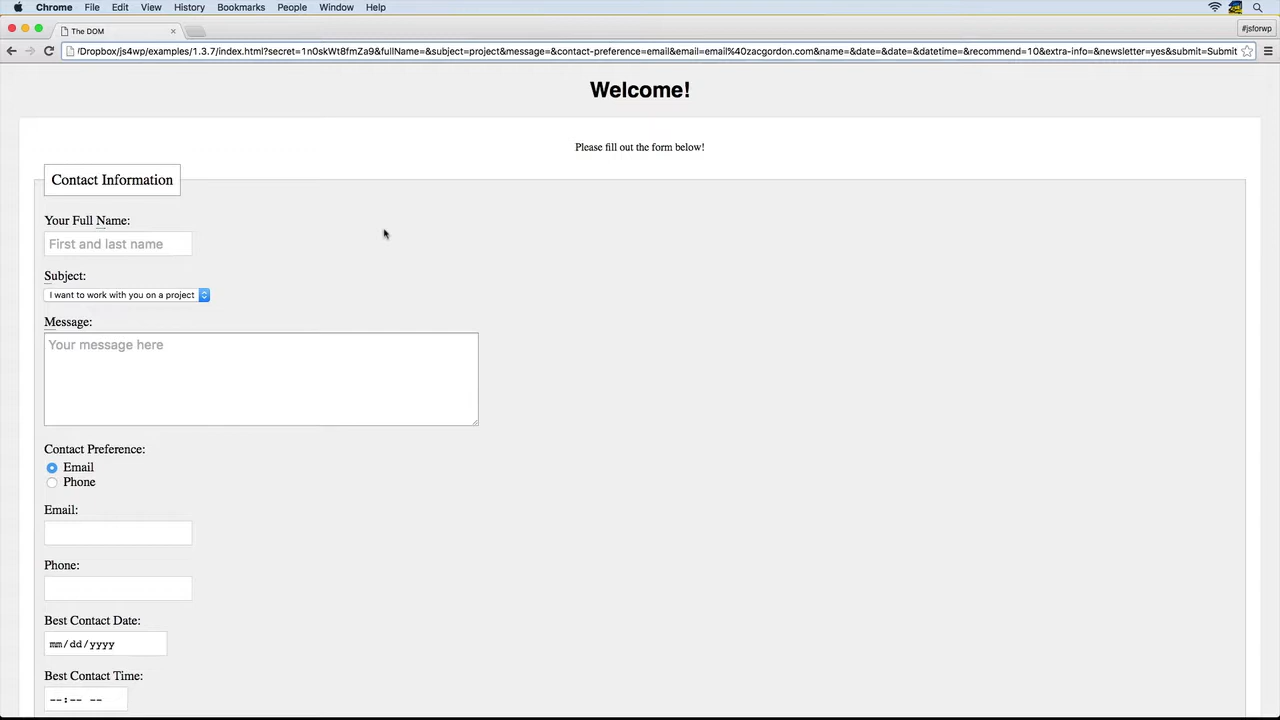 Chrome File Edit View History Bookmarks People Window Help
The DOM
#jsforwp
/Dropbox/js4wp/examples/1.3.7/index.html?secret=1n0skWt8fmZa9&fullName=&subject=project&message=&contact-preference=email&email=email%40zacgordon.com&name=&date=&date=&datetime=&recommend=10&extra-info=&newsletter=yes&submit=Submit
Welcome!
Please fill out the form below!
Contact Information
Your Full Name:
First and last name
Subject:
I want to work with you on a project
Message:
Your message here
Contact Preference:
Email
Phone
Email:
Phone:
Best Contact Date:
mm/dd/yyyy
Best Contact Time:
--:-- --